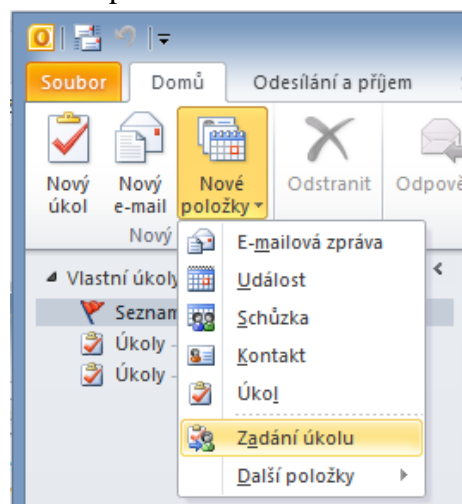 Soubor Domů Odesílání a příjem
Nový úkol Nový e-mail Nové položky Odstranit
Nový
E-mailová zpráva
Událost
Schůzka
Kontakt
Úkol
Zadání úkolu
Další položky
Vlastní úkoly
Úkoly -
Úkoly -